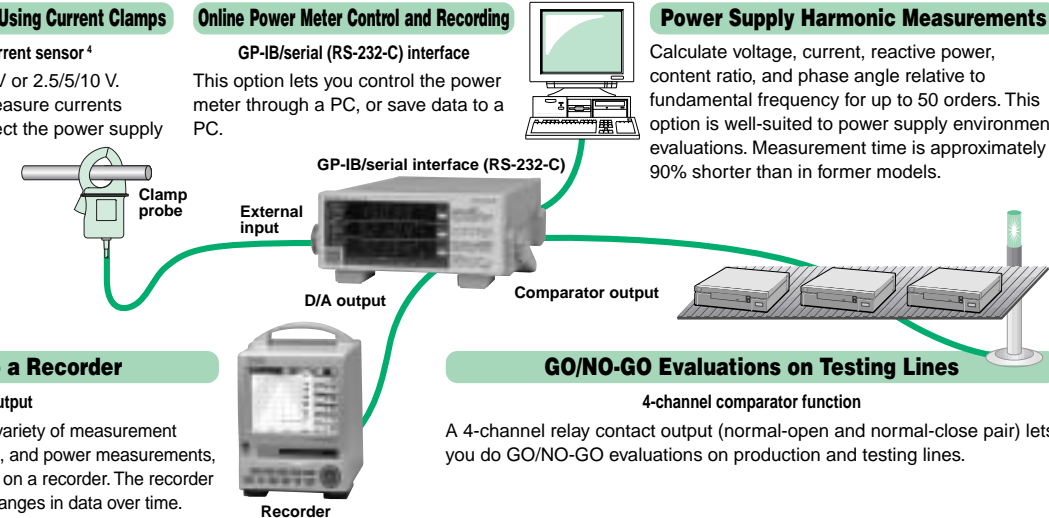 Using Current Clamps
rrent sensor 4
V or 2.5/5/10 V.
easure currents
ect the power supply
Clamp
probe
Online Power Meter Control and Recording
GP-IB/serial (RS-232-C) interface
This option lets you control the power
meter through a PC, or save data to a
PC.
GP-IB/serial interface (RS-232-C)
External
input
D/A output
Comparator output
Power Supply Harmonic Measurements
Calculate voltage, current, reactive power,
content ratio, and phase angle relative to
fundamental frequency for up to 50 orders. This
option is well-suited to power supply environmen
evaluations. Measurement time is approximately
90% shorter than in former models.
a Recorder
utput
variety of measurement
, and power measurements,
on a recorder. The recorder
anges in data over time.
Recorder
GO/NO-GO Evaluations on Testing Lines
4-channel comparator function
A 4-channel relay contact output (normal-open and normal-close pair) lets
you do GO/NO-GO evaluations on production and testing lines.